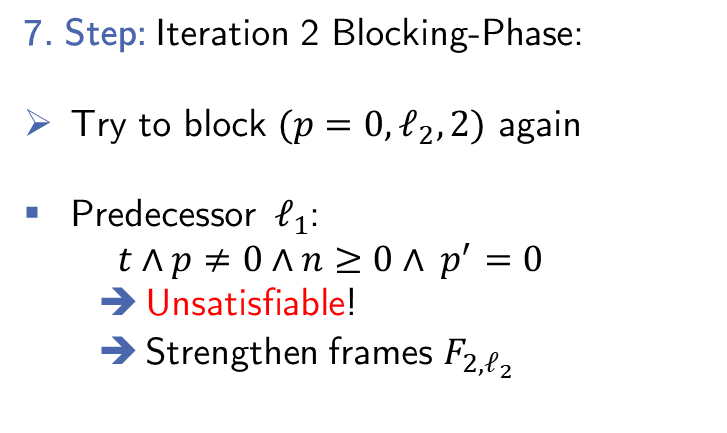 7. Step: Iteration 2 Blocking-Phase:
➢ Try to block (p = 0, ℓ₂, 2) again
▪ Predecessor ℓ₁:
t ∧ p ≠ 0 ∧ n ≥ 0 ∧ p′ = 0
➔ Unsatisfiable!
➔ Strengthen frames F₂,ℓ₂